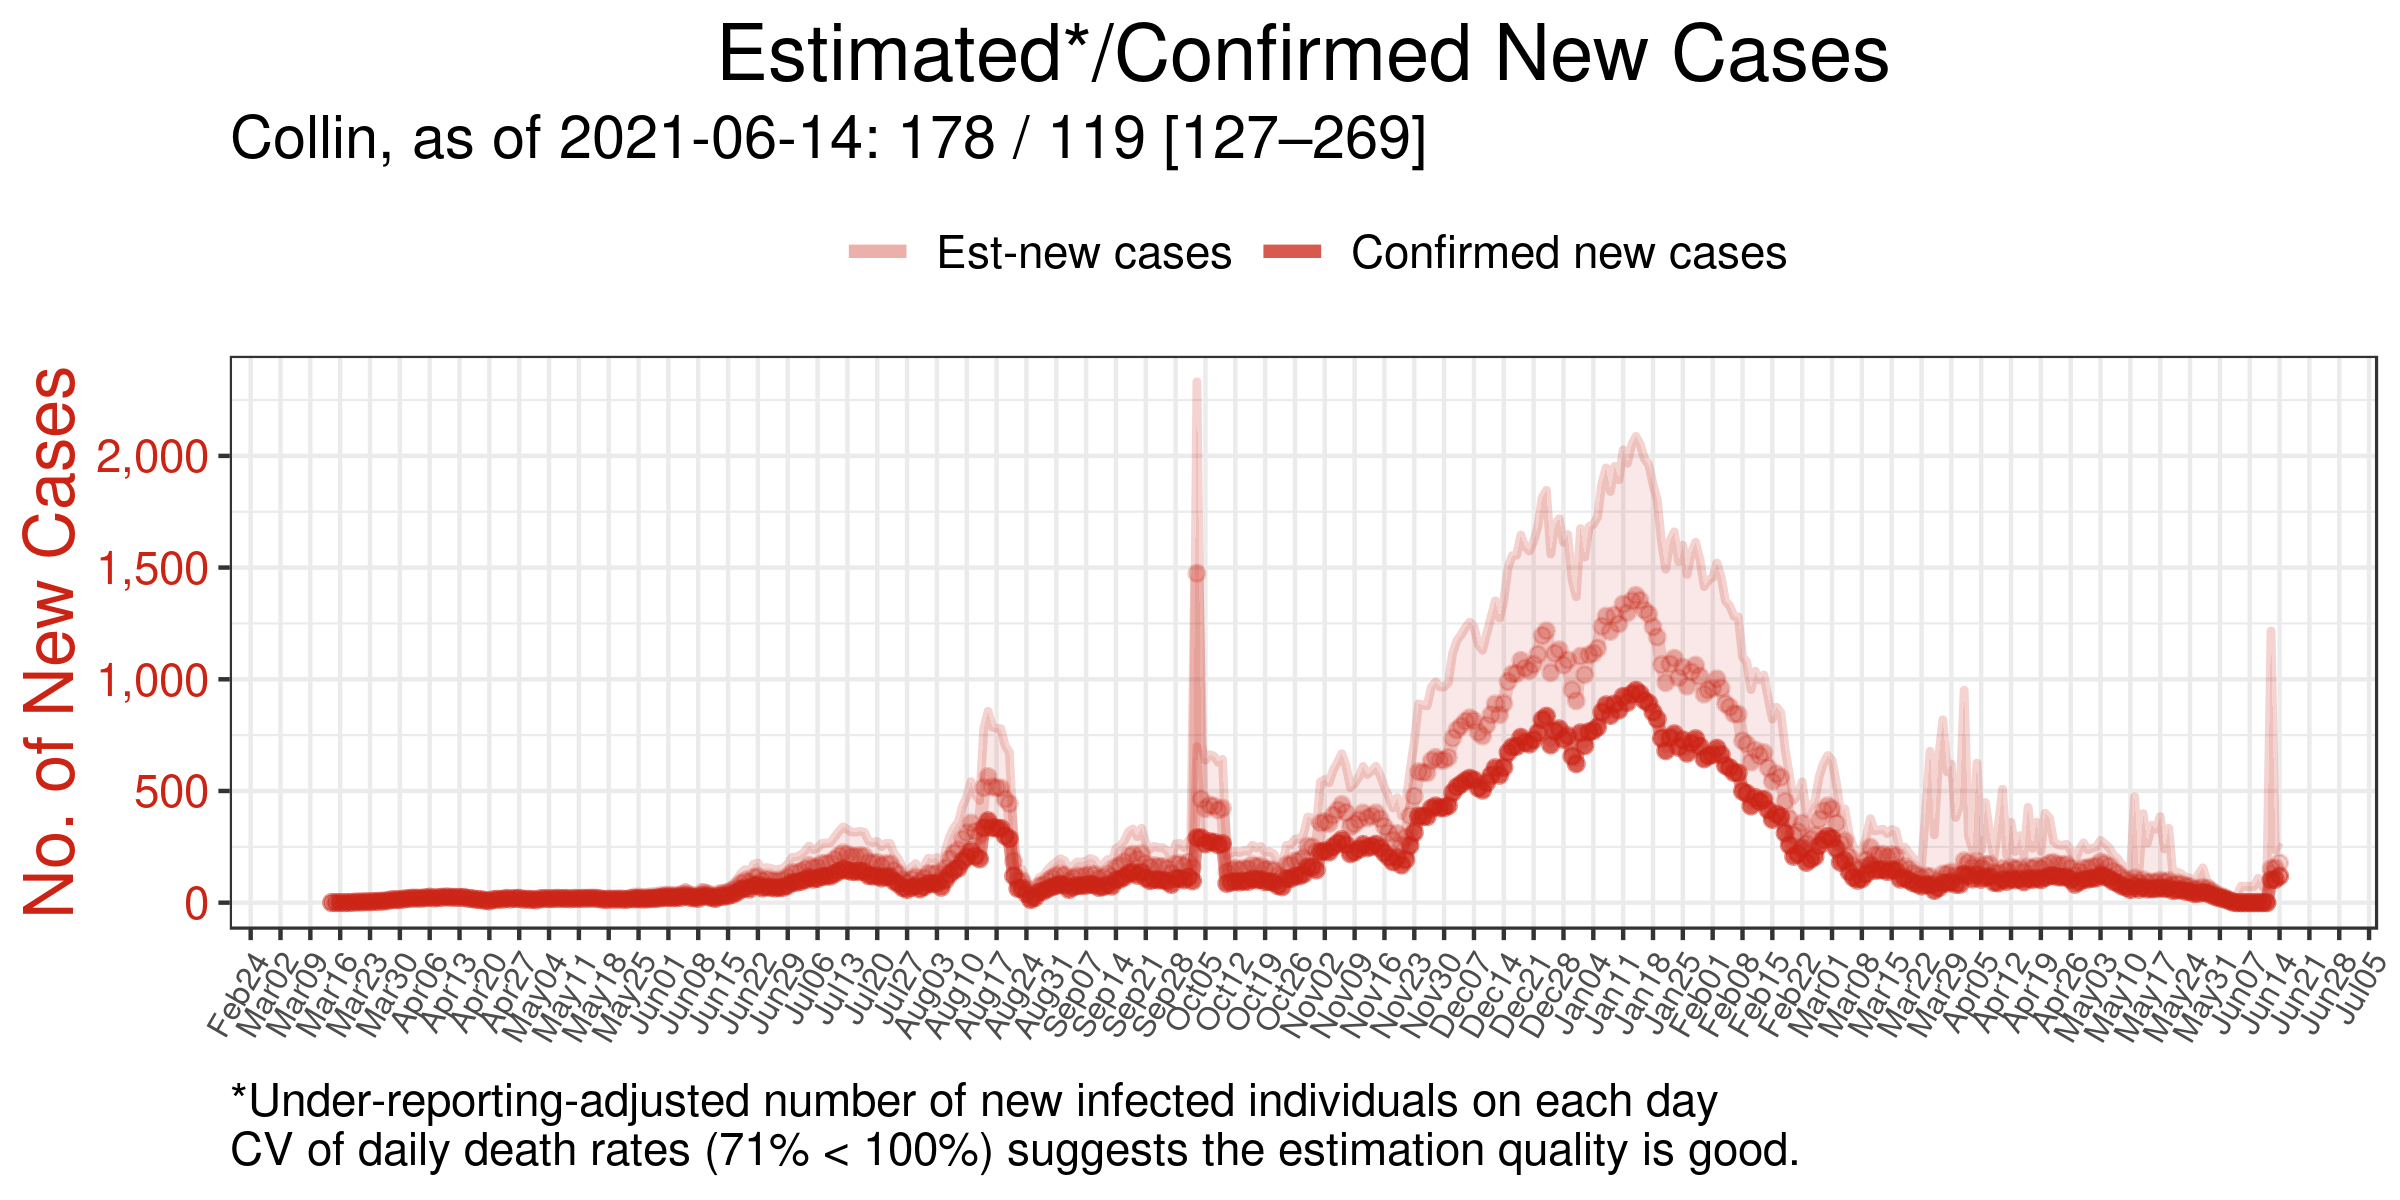 Estimated*/Confirmed New Cases
Collin, as of 2021-06-14: 178 / 119 [127–269]
Est-new cases
Confirmed new cases
No. of New Cases
2,000
1,500
1,000
500
0
Feb24
Mar02
Mar09
Mar16
Mar23
Mar30
Apr06
Apr13
Apr20
Apr27
May04
May11
May18
May25
Jun01
Jun08
Jun15
Jun22
Jun29
Jul06
Jul13
Jul20
Jul27
Aug03
Aug10
Aug17
Aug24
Aug31
Sep07
Sep14
Sep21
Sep28
Oct05
Oct12
Oct19
Oct26
Nov02
Nov09
Nov16
Nov23
Nov30
Dec07
Dec14
Dec21
Dec28
Jan04
Jan11
Jan18
Jan25
Feb01
Feb08
Feb15
Feb22
Mar01
Mar08
Mar15
Mar22
Mar29
Apr05
Apr12
Apr19
Apr26
May03
May10
May17
May24
May31
Jun07
Jun14
Jun21
Jun28
Jul05
*Under-reporting-adjusted number of new infected individuals on each day
CV of daily death rates (71% < 100%) suggests the estimation quality is good.